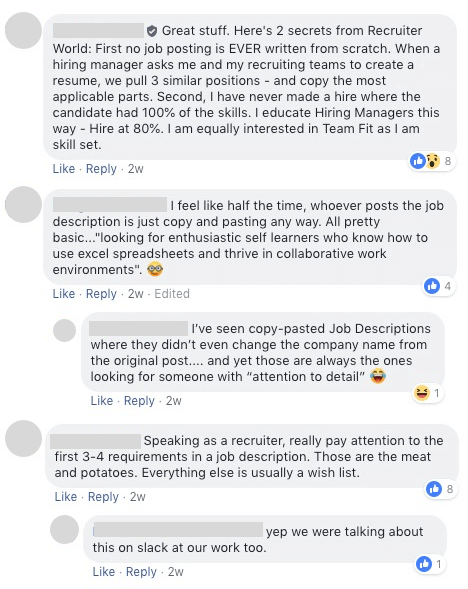 Great stuff. Here's 2 secrets from Recruiter
World: First no job posting is EVER written from scratch. When a
hiring manager asks me and my recruiting teams to create a
resume, we pull 3 similar positions - and copy the most
applicable parts. Second, I have never made a hire where the
candidate had 100% of the skills. I educate Hiring Managers this
way - Hire at 80%. I am equally interested in Team Fit as I am
skill set.
8
Like · Reply · 2w
I feel like half the time, whoever posts the job
description is just copy and pasting any way. All pretty
basic..."looking for enthusiastic self learners who know how to
use excel spreadsheets and thrive in collaborative work
environments". 🤓
4
Like · Reply · 2w · Edited
I've seen copy-pasted Job Descriptions
where they didn't even change the company name from
the original post.... and yet those are always the ones
looking for someone with “attention to detail” 😂
1
Like · Reply · 2w
Speaking as a recruiter, really pay attention to the
first 3-4 requirements in a job description. Those are the meat
and potatoes. Everything else is usually a wish list.
8
Like · Reply · 2w
yep we were talking about
this on slack at our work too.
1
Like · Reply · 2w